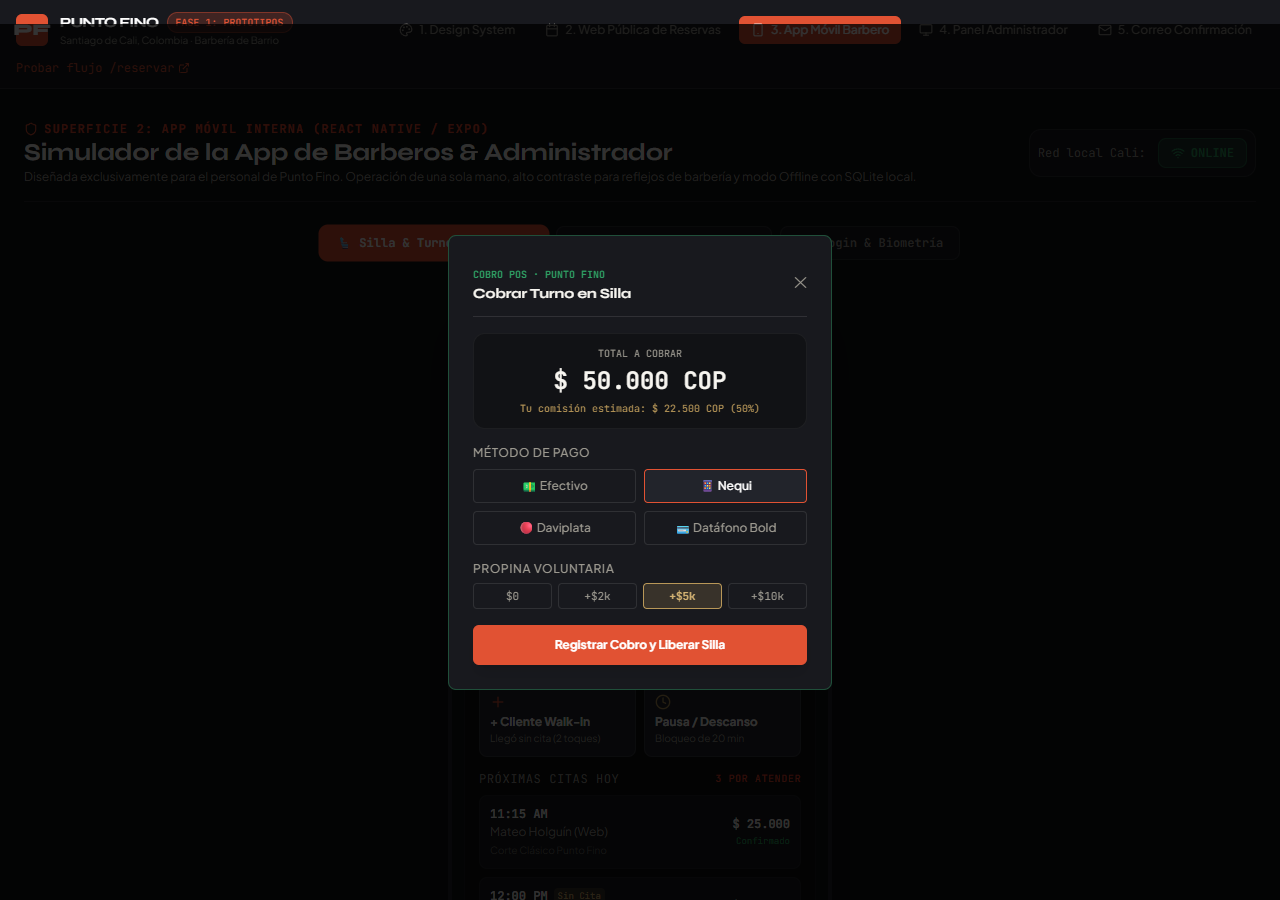 PF
PUNTO FINO
FASE 1: PROTOTIPOS
Santiago de Cali, Colombia · Barbería de Barrio
1. Design System
2. Web Pública de Reservas
3. App Móvil Barbero
4. Panel Administrador
5. Correo Confirmación
Probar flujo /reservar
SUPERFICIE 2: APP MÓVIL INTERNA (REACT NATIVE / EXPO)
Simulador de la App de Barberos & Administrador
Diseñada exclusivamente para el personal de Punto Fino. Operación de una sola mano, alto contraste para reflejos de barbería y modo Offline con SQLite local.
Red local Cali:
ONLINE
Silla & Turn
ogin & Biometría
COBRO POS · PUNTO FINO
Cobrar Turno en Silla
TOTAL A COBRAR
$ 50.000 COP
Tu comisión estimada: $ 22.500 COP (50%)
MÉTODO DE PAGO
Efectivo
Nequi
Daviplata
Datáfono Bold
PROPINA VOLUNTARIA
$0
+$2k
+$5k
+$10k
Registrar Cobro y Liberar Silla
+ Cliente Walk-In
Llegó sin cita (2 toques)
Pausa / Descanso
Bloqueo de 20 min
PRÓXIMAS CITAS HOY
3 POR ATENDER
11:15 AM
Mateo Holguín (Web)
Corte Clásico Punto Fino
$ 25.000
Confirmado
12:00 PM
Sin Cita